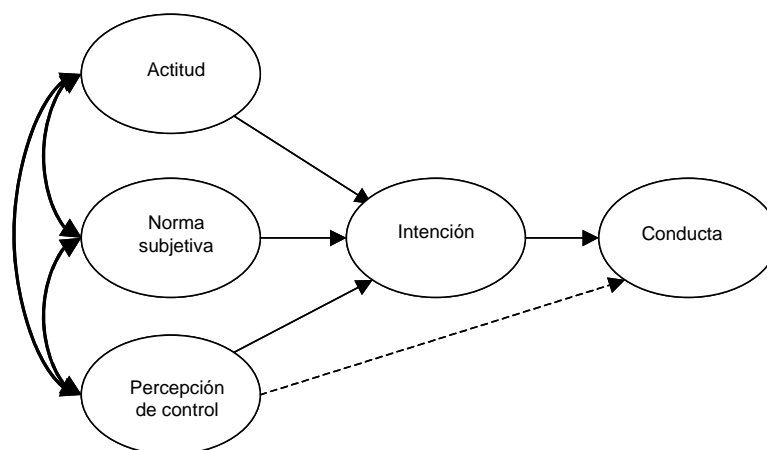 Actitud
Norma
subjetiva
Intención
Conducta
Percepción
de control